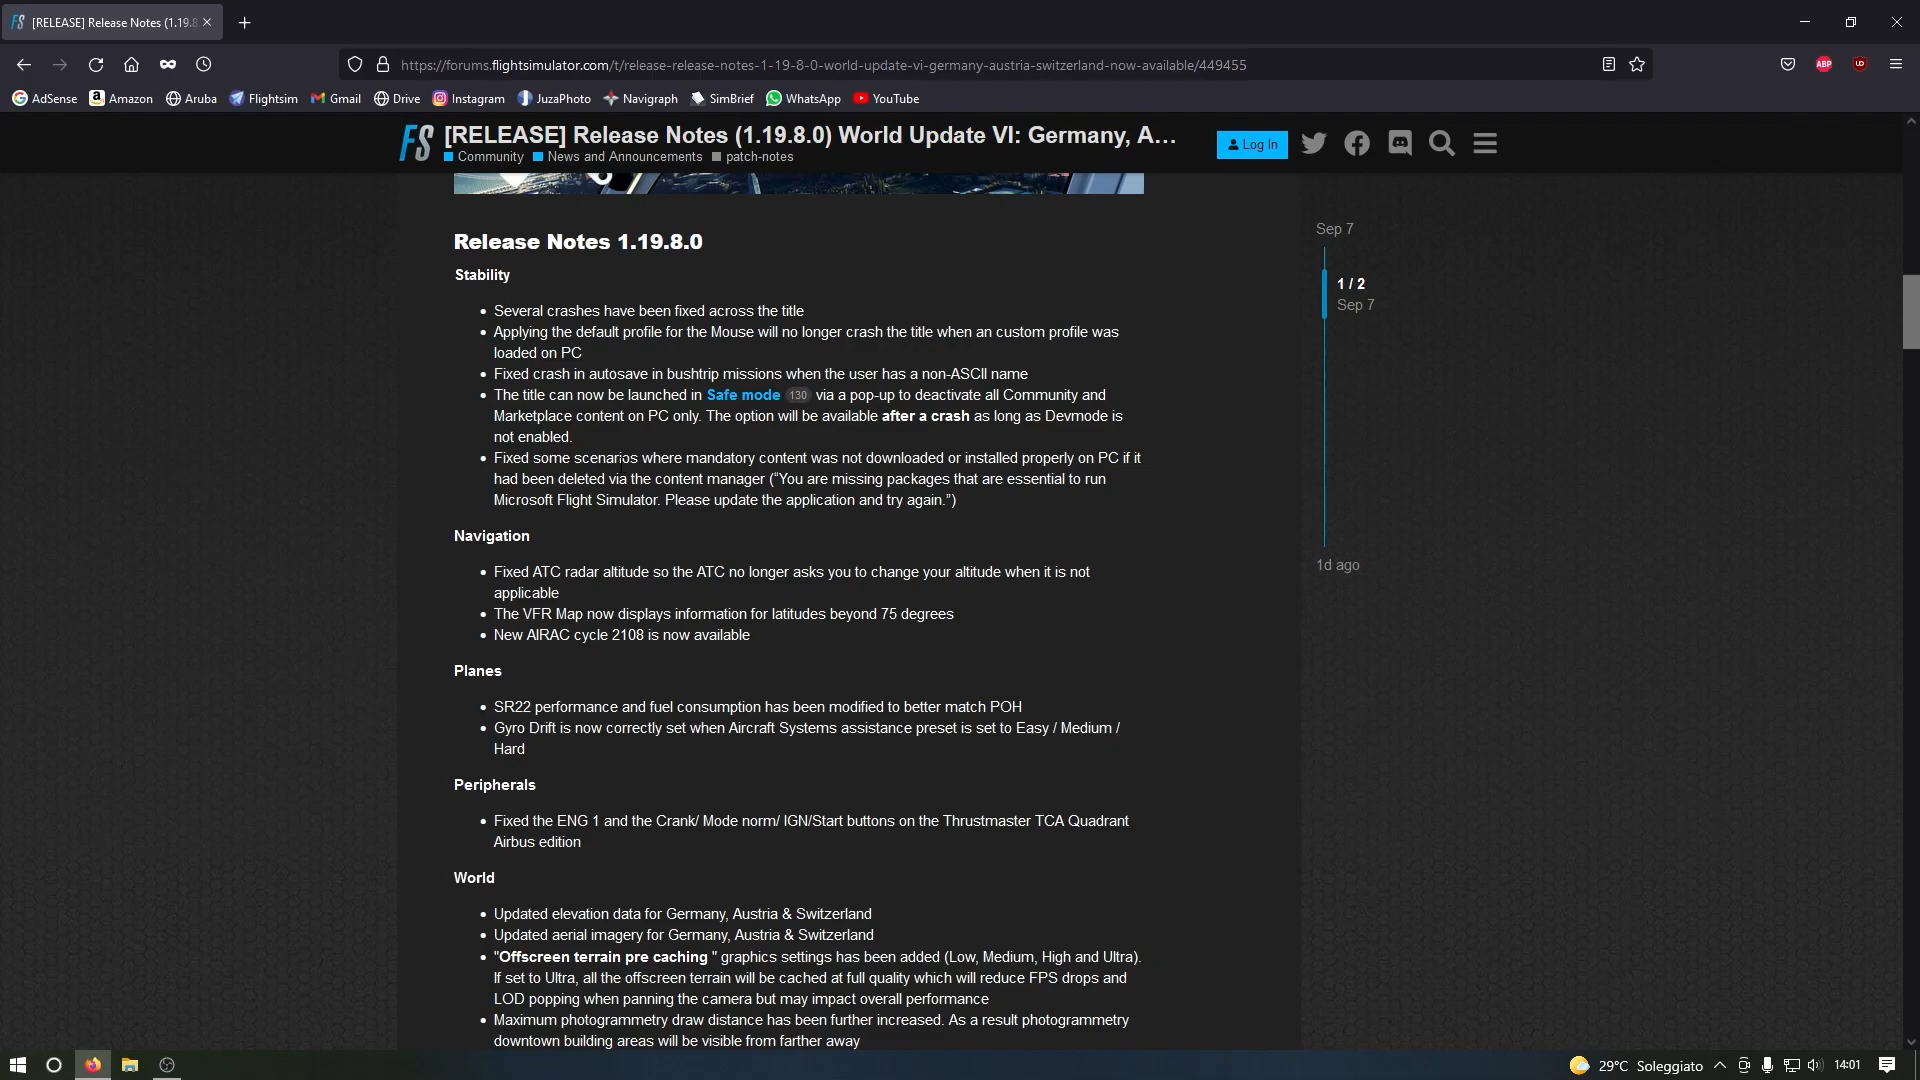 [RELEASE] Release Notes (1.19.8
https://forums.flightsimulator.com/t/release-release-notes-1-19-8-0-world-update-vi-germany-austria-switzerland-now-available/449455
ABP
AdSense Amazon Aruba Flightsim Gmail Drive Instagram JuzaPhoto Navigraph SimBrief WhatsApp YouTube
FS [RELEASE] Release Notes (1.19.8.0) World Update VI: Germany, A…
Log In
Community News and Announcements patch-notes
Release Notes 1.19.8.0
Stability
• Several crashes have been fixed across the title
• Applying the default profile for the Mouse will no longer crash the title when an custom profile was
loaded on PC
• Fixed crash in autosave in bushtrip missions when the user has a non-ASCII name
• The title can now be launched in Safe mode 130 via a pop-up to deactivate all Community and
Marketplace content on PC only. The option will be available after a crash as long as Devmode is
not enabled.
• Fixed some scenarios where mandatory content was not downloaded or installed properly on PC if it
had been deleted via the content manager (“You are missing packages that are essential to run
Microsoft Flight Simulator. Please update the application and try again.”)
Navigation
• Fixed ATC radar altitude so the ATC no longer asks you to change your altitude when it is not
applicable
• The VFR Map now displays information for latitudes beyond 75 degrees
• New AIRAC cycle 2108 is now available
Planes
• SR22 performance and fuel consumption has been modified to better match POH
• Gyro Drift is now correctly set when Aircraft Systems assistance preset is set to Easy / Medium /
Hard
Peripherals
• Fixed the ENG 1 and the Crank/ Mode norm/ IGN/Start buttons on the Thrustmaster TCA Quadrant
Airbus edition
World
• Updated elevation data for Germany, Austria & Switzerland
• Updated aerial imagery for Germany, Austria & Switzerland
• "Offscreen terrain pre caching " graphics settings has been added (Low, Medium, High and Ultra).
If set to Ultra, all the offscreen terrain will be cached at full quality which will reduce FPS drops and
LOD popping when panning the camera but may impact overall performance
• Maximum photogrammetry draw distance has been further increased. As a result photogrammetry
downtown building areas will be visible from farther away
Sep 7
1 / 2
Sep 7
1d ago
29°C Soleggiato 14:01